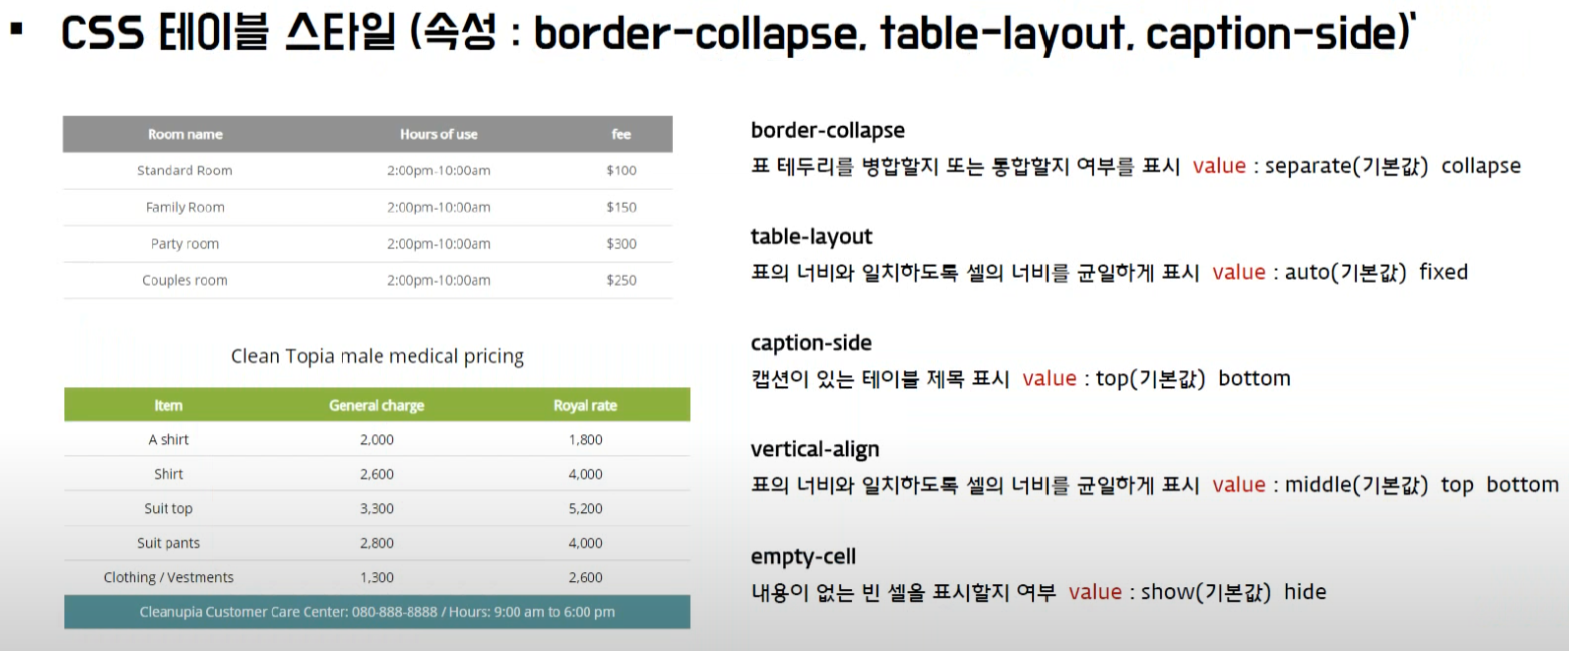 ▪ CSS 테이블 스타일 (속성 : border-collapse, table-layout, caption-side)'
Room name Hours of use fee
Standard Room 2:00pm-10:00am $100
Family Room 2:00pm-10:00am $150
Party room 2:00pm-10:00am $300
Couples room 2:00pm-10:00am $250
Clean Topia male medical pricing
Item General charge Royal rate
A shirt 2,000 1,800
Shirt 2,600 4,000
Suit top 3,300 5,200
Suit pants 2,800 4,000
Clothing / Vestments 1,300 2,600
Cleanupia Customer Care Center: 080-888-8888 / Hours: 9:00 am to 6:00 pm
border-collapse
표 테두리를 병합할지 또는 통합할지 여부를 표시 value : separate(기본값) collapse
table-layout
표의 너비와 일치하도록 셀의 너비를 균일하게 표시 value : auto(기본값) fixed
caption-side
캡션이 있는 테이블 제목 표시 value : top(기본값) bottom
vertical-align
표의 너비와 일치하도록 셀의 너비를 균일하게 표시 value : middle(기본값) top bottom
empty-cell
내용이 없는 빈 셀을 표시할지 여부 value : show(기본값) hide